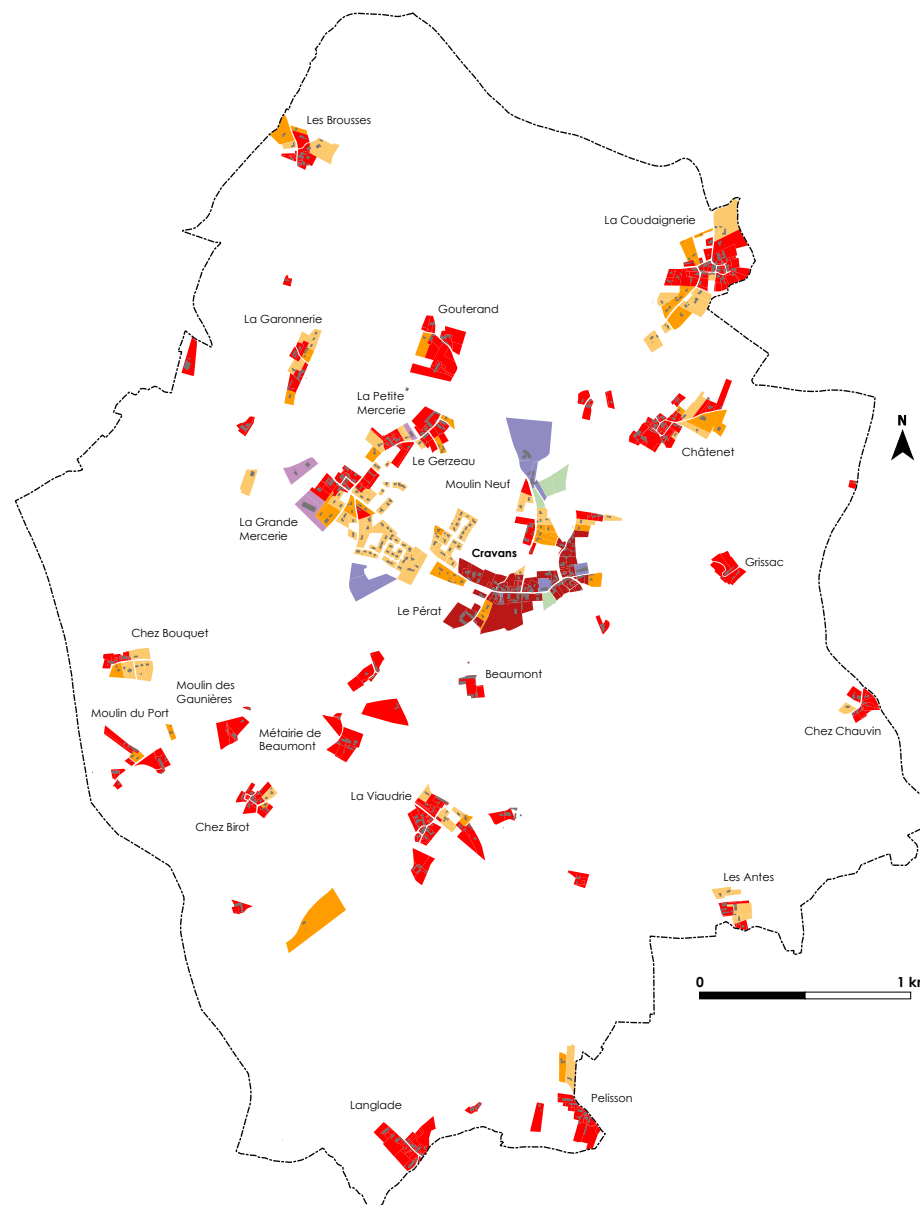 Les Brousses
La Coudaignerie
Gouterand
La Garonnerie
La Petite
Mercerie
N
Châtenet
Le Gerzeau
Moulin Neuf
La Grande
Mercerie
Cravans
Grissac
Le Pérat
Chez Bouquet
Beaumont
Moulin des
Gaunières
Moulin du Port
Métairie de
Beaumont
Chez Chauvin
La Viaudrie
Chez Birot
Les Antes
0 1 km
Pelisson
Langlade